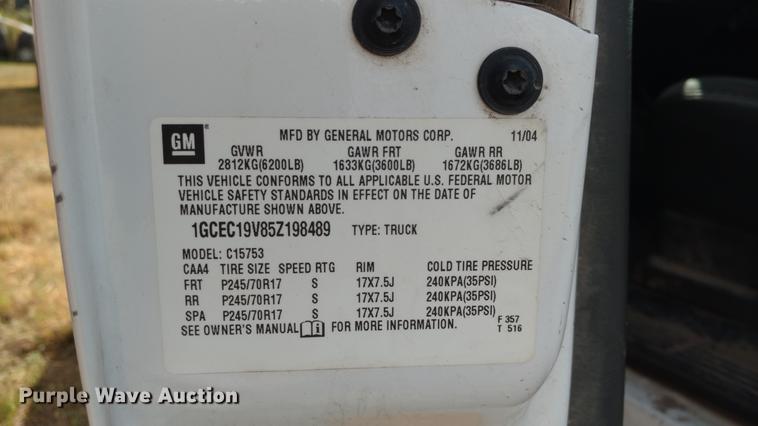 GM
MFD BY GENERAL MOTORS CORP. 11/04
GVWR GAWR FRT GAWR RR
2812KG(6200LB) 1633KG(3600LB) 1672KG(3686LB)
THIS VEHICLE CONFORMS TO ALL APPLICABLE U.S. FEDERAL MOTOR
VEHICLE SAFETY STANDARDS IN EFFECT ON THE DATE OF
MANUFACTURE SHOWN ABOVE.
1GCEC19V85Z198489 TYPE: TRUCK
MODEL: C15753
CAA4 TIRE SIZE SPEED RTG RIM COLD TIRE PRESSURE
FRT P245/70R17 S 17X7.5J 240KPA(35PSI)
RR P245/70R17 S 17X7.5J 240KPA(35PSI)
SPA P245/70R17 S 17X7.5J 240KPA(35PSI)
SEE OWNER'S MANUAL FOR MORE INFORMATION.
F 357
T 516
Purple Wave Auction